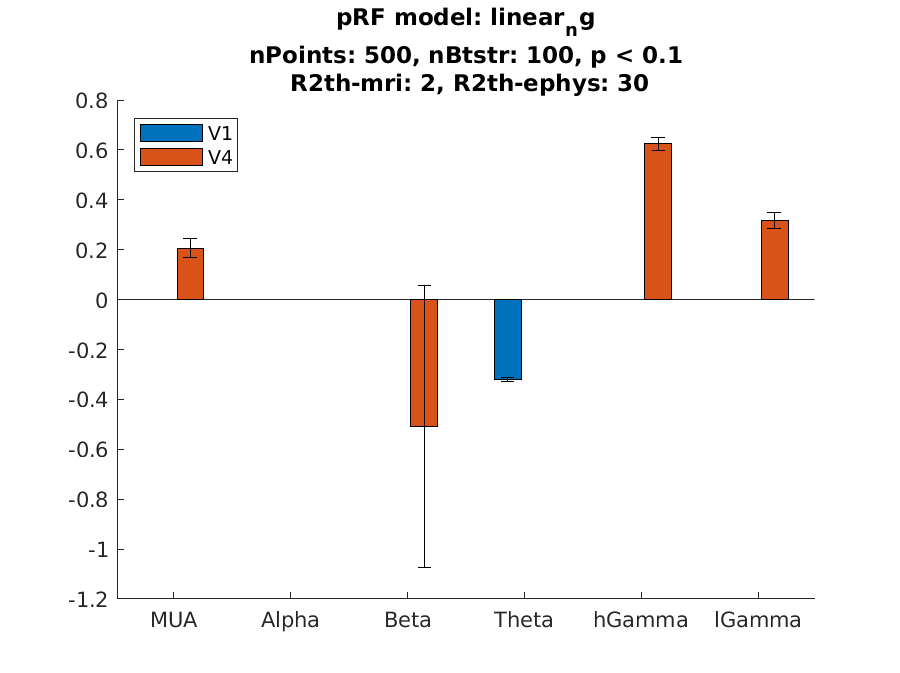 pRF model: linearng
nPoints: 500, nBtstr: 100, p < 0.1
R2th-mri: 2, R2th-ephys: 30
0.8
0.6
0.4
0.2
0
-0.2
-0.4
-0.6
-0.8
-1
-1.2
V1
V4
MUA Alpha Beta Theta hGamma lGamma